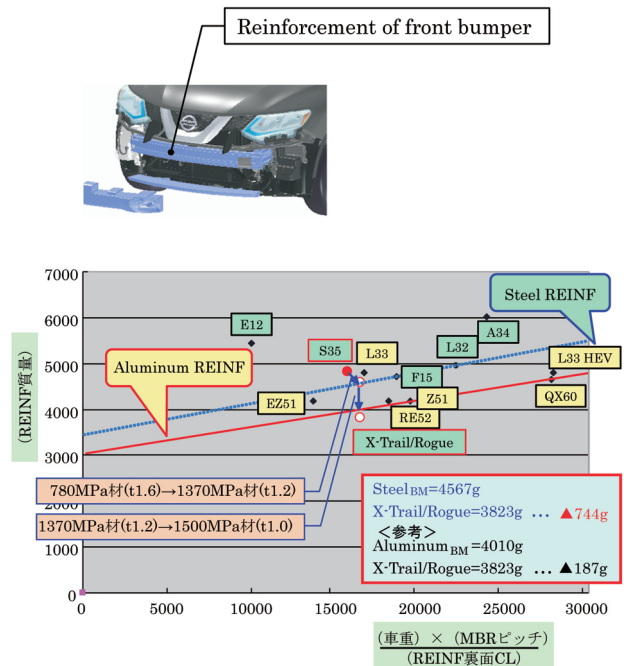 Reinforcement of front bumper
7000
6000
5000
4000
3000
2000
1000
0
(REINF質量)
E12
S35
L33
L32
A34
Steel REINF
L33 HEV
Aluminum REINF
F15
EZ51
Z51
RE52
QX60
X-Trail/Rogue
780MPa材(t1.6)→1370MPa材(t1.2)
1370MPa材(t1.2)→1500MPa材(t1.0)
SteelBM=4567g
X-Trail/Rogue=3823g … ▲744g
<参考>
AluminumBM=4010g
X-Trail/Rogue=3823g … ▲187g
0 5000 10000 15000 20000 25000 30000
(車重) × (MBRピッチ)
(REINF裏面CL)